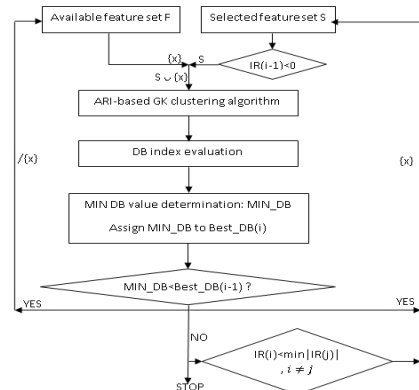 Available feature set F
Selected feature set S
IR(i-1)<0
{x}
S
S ∪ {x}
ARI-based GK clustering algorithm
/{x}
{x}
DB index evaluation
MIN DB value determination: MIN_DB
Assign MIN_DB to Best_DB(i)
MIN_DB<Best_DB(i-1) ?
YES
YES
NO
IR(i)<min|IR(j)|
, i ≠ j
STOP